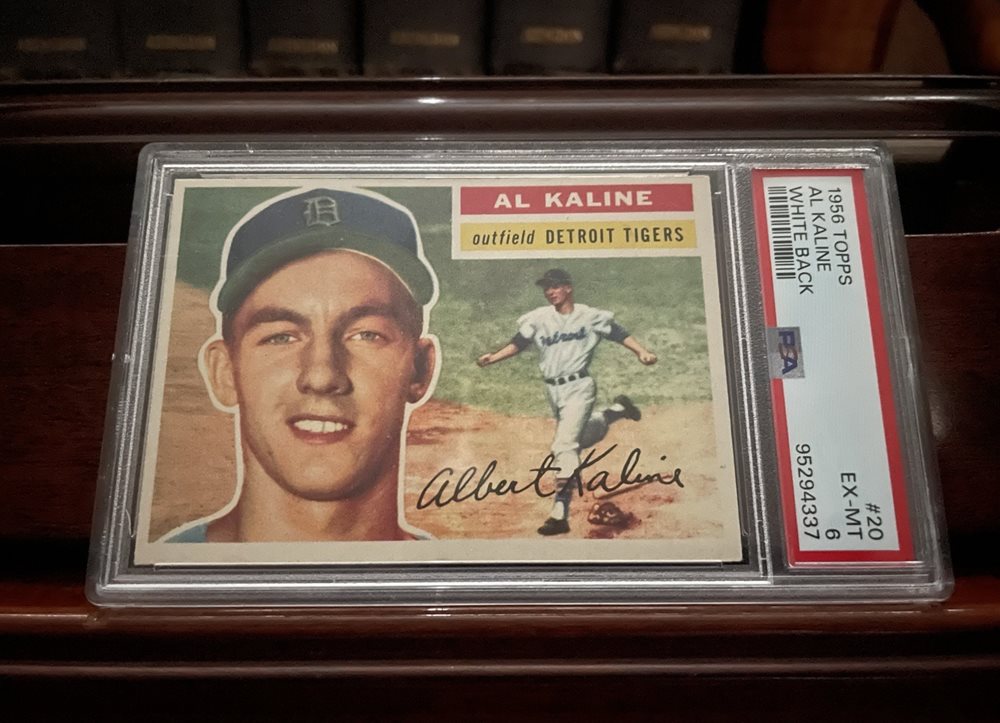 AL KALINE
outfield DETROIT TIGERS
D
Detroit
Albert Kaline
1956 TOPPS
AL KALINE
WHITE BACK
PSA
#20
EX-MT
6
95294337